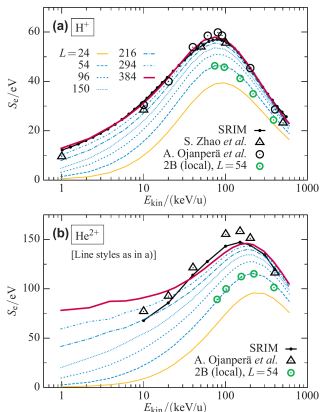 (a) H⁺
L = 24 216
54 294
96 384
150
SRIM
S. Zhao et al.
A. Ojanperä et al.
2B (local), L = 54
Sₑ/eV
60
40
20
0
1 10 100 1000
Eₖᵢₙ/(keV/u)
(b) He²⁺
[Line styles as in a)]
SRIM
A. Ojanperä et al.
2B (local), L = 54
Sₑ/eV
150
100
50
0
1 10 100 1000
Eₖᵢₙ/(keV/u)